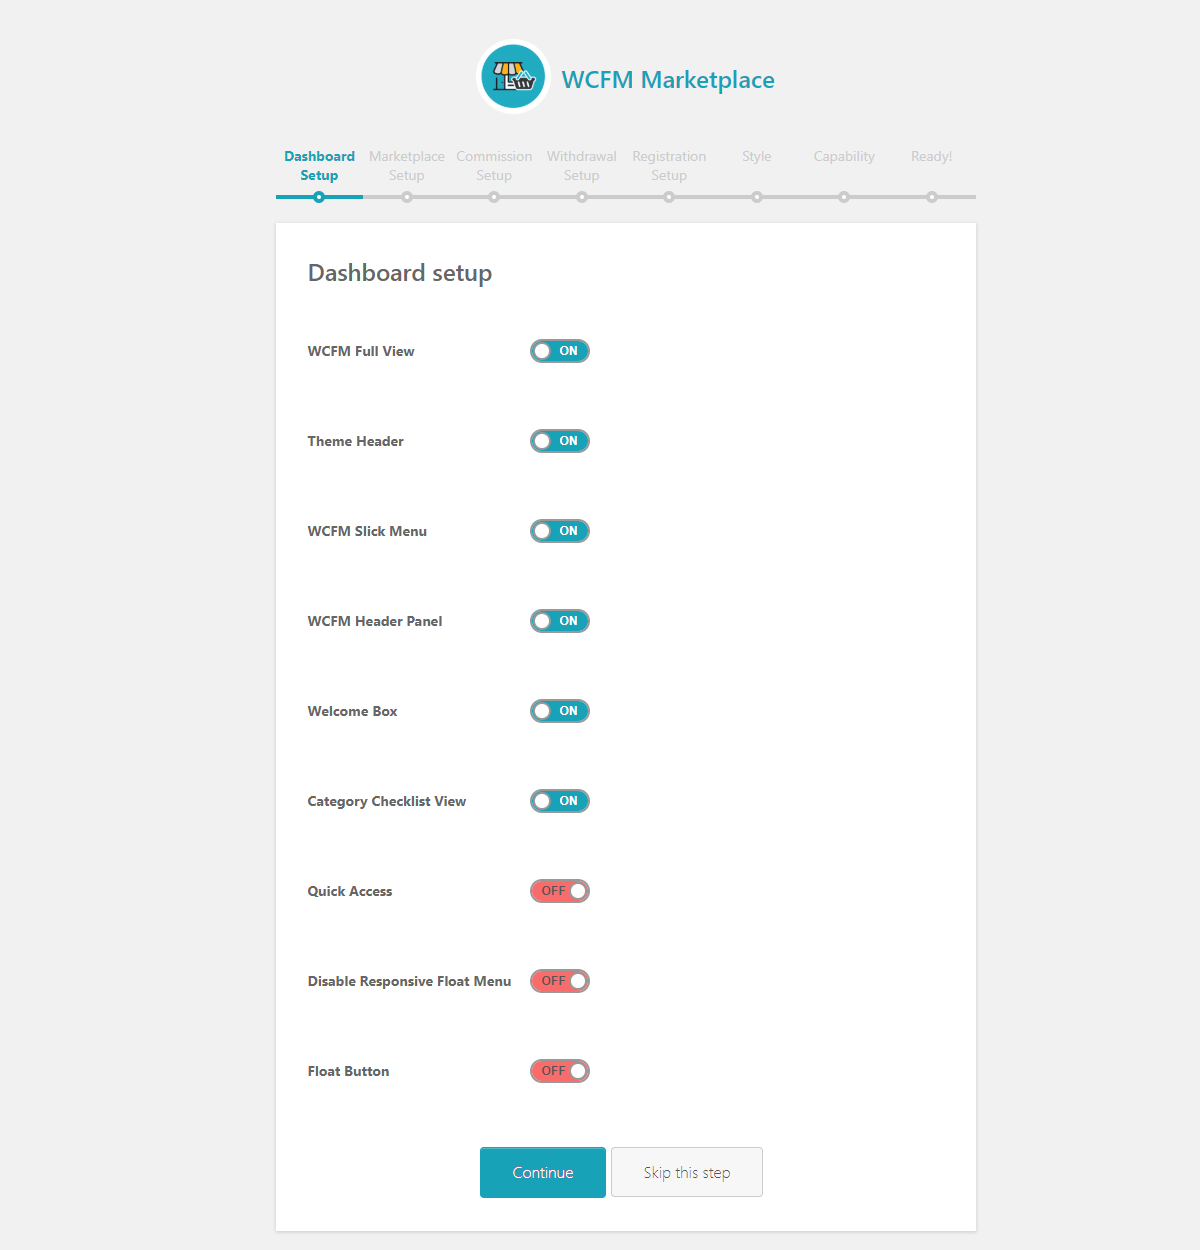 WCFM Marketplace
Dashboard Setup
Marketplace Setup
Commission Setup
Withdrawal Setup
Registration Setup
Style
Capability
Ready!
Dashboard setup
WCFM Full View ON
Theme Header ON
WCFM Slick Menu ON
WCFM Header Panel ON
Welcome Box ON
Category Checklist View ON
Quick Access OFF
Disable Responsive Float Menu OFF
Float Button OFF
Continue Skip this step